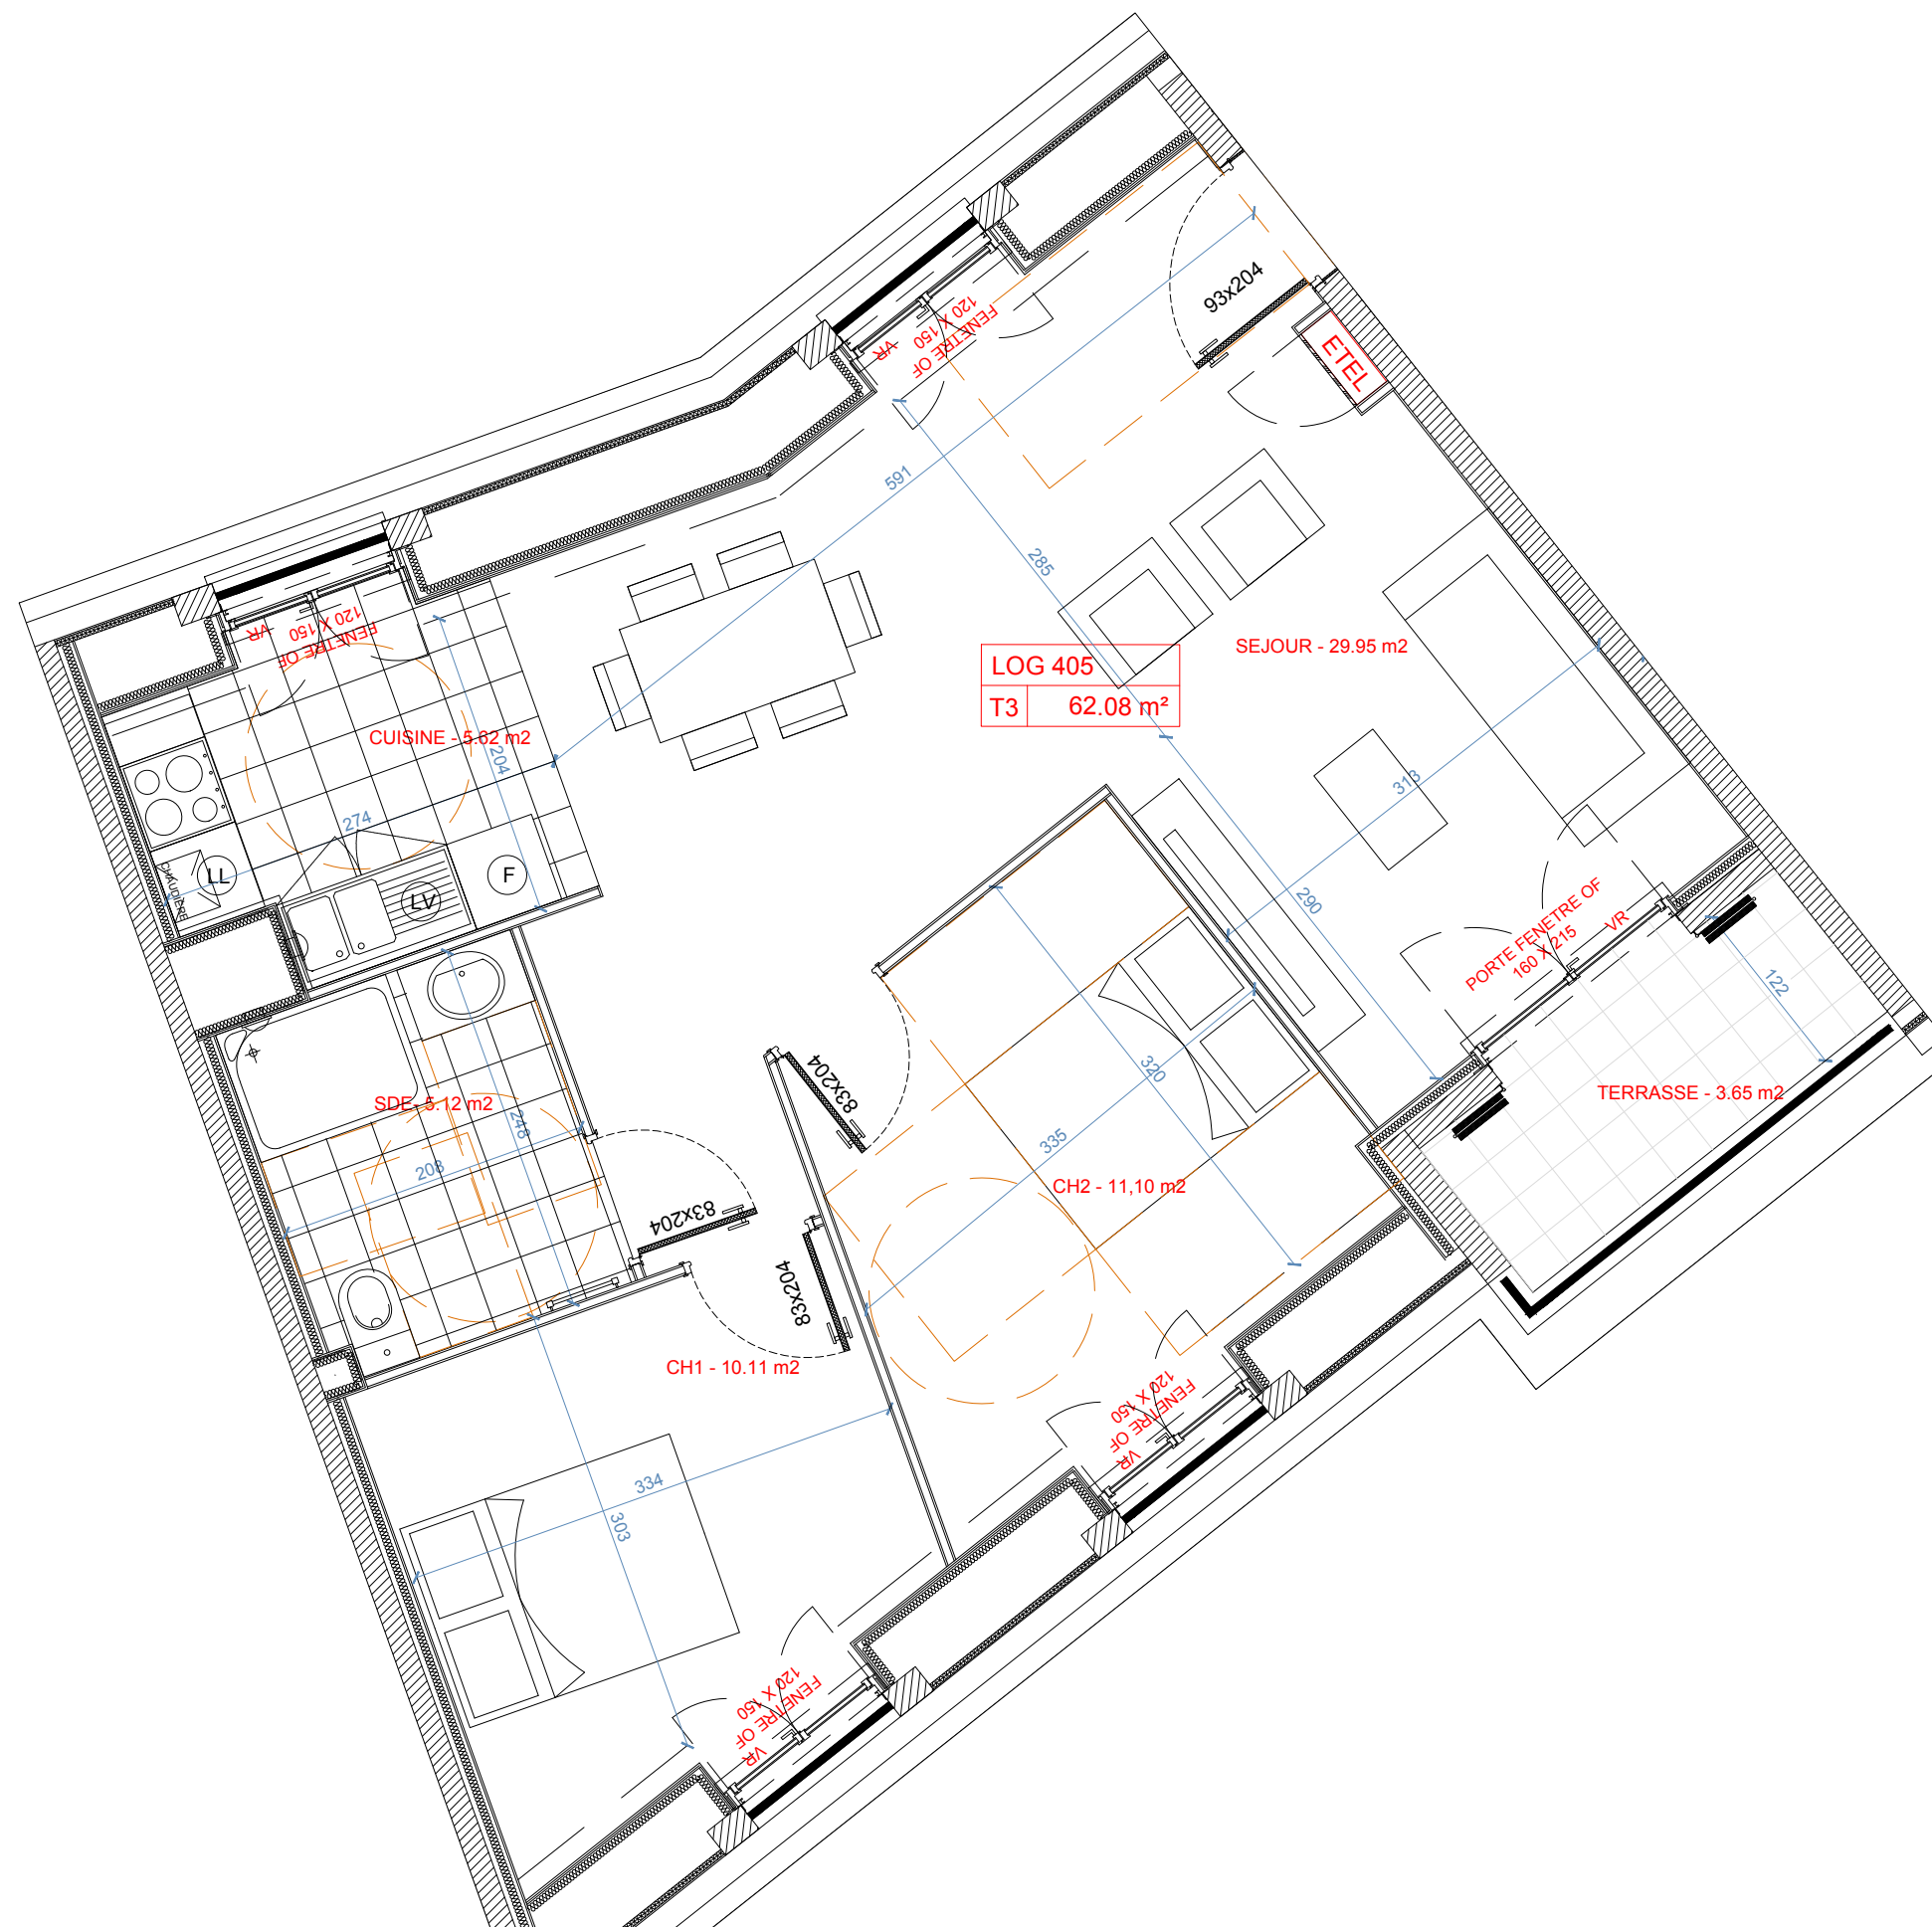 93x204
FENETRE OF
120 X 150
VR
ETEL
591
285
FENETRE OF
120 X 150
VR
SEJOUR - 29.95 m2
LOG 405
T3 62.08 m²
CUISINE - 5.62 m2
204
274
313
CHAUDIERE
LL
LV
F
290
PORTE FENETRE OF
160 X 215
VR
122
TERRASSE - 3.65 m2
83x204
320
SDE- 5.12 m2
248
208
335
CH2 - 11,10 m2
83x204
83x204
CH1 - 10.11 m2
FENETRE OF
120 X 150
VR
334
303
FENETRE OF
120 X 150
VR